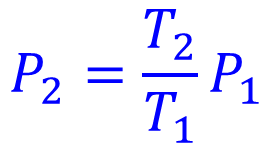 P₂ = T₂/T₁ P₁